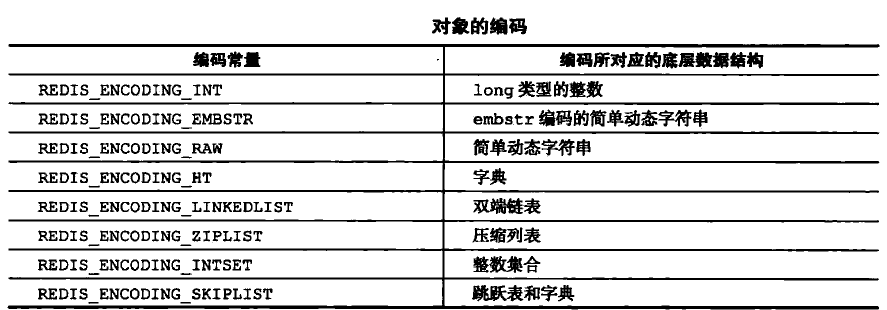 对象的编码
编码常量 编码所对应的底层数据结构
REDIS_ENCODING_INT long 类型的整数
REDIS_ENCODING_EMBSTR embstr 编码的简单动态字符串
REDIS_ENCODING_RAW 简单动态字符串
REDIS_ENCODING_HT 字典
REDIS_ENCODING_LINKEDLIST 双端链表
REDIS_ENCODING_ZIPLIST 压缩列表
REDIS_ENCODING_INTSET 整数集合
REDIS_ENCODING_SKIPLIST 跳跃表和字典